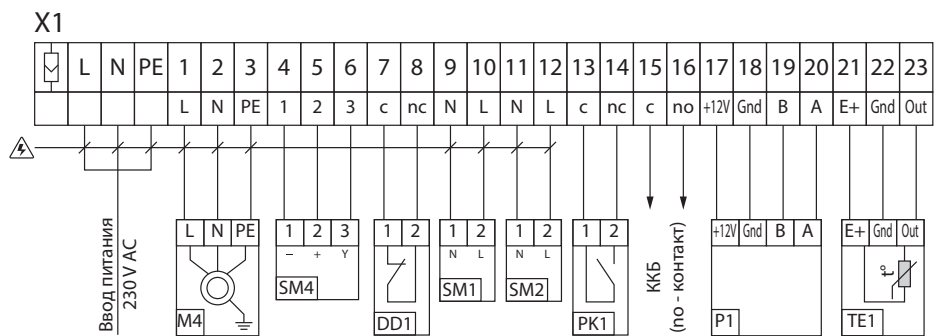 X1
L N PE 1 2 3 4 5 6 7 8 9 10 11 12 13 14 15 16 17 18 19 20 21 22 23
L N PE 1 2 3 c nc N L N L c nc c no +12V Gnd B A E+ Gnd Out
Ввод питания
230 V AC
L N PE
M4
1 2 3
– + Y
SM4
1 2
DD1
1 2
N L
SM1
1 2
N L
SM2
1 2
PK1
ККБ
(no - контакт)
+12V Gnd B A
P1
E+ Gnd Out
t°
TE1